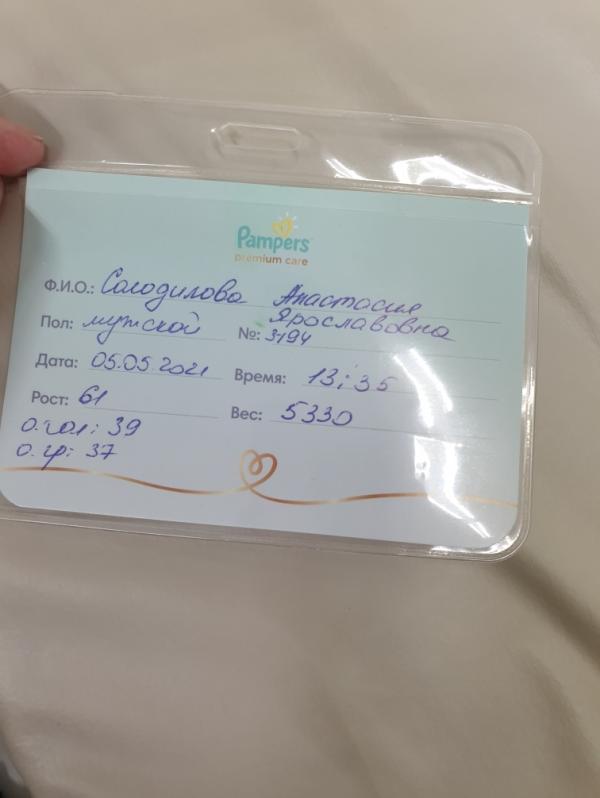 Pampers
premium care
Ф.И.О.: Солодилова Анастасия
Ярославовна
Пол: мужской №: 3194
Дата: 05.05.2021 Время: 13:35
Рост: 61 Вес: 5330
О.гол: 39
О.гр: 37